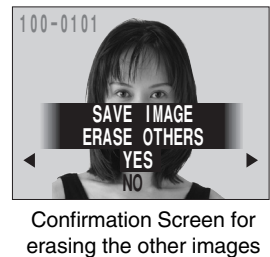 100-0101
SAVE IMAGE
ERASE OTHERS
YES
NO
Confirmation Screen for
erasing the other images